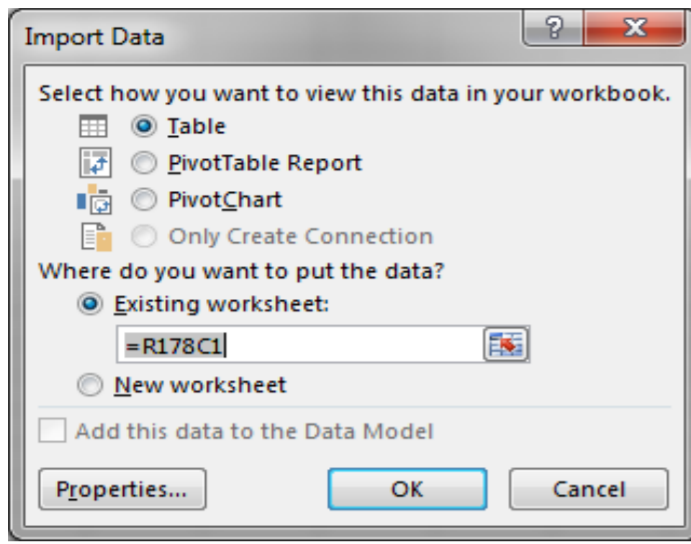 Import Data
Select how you want to view this data in your workbook.
Table
PivotTable Report
PivotChart
Only Create Connection
Where do you want to put the data?
Existing worksheet:
=R178C1
New worksheet
Add this data to the Data Model
Properties... OK Cancel